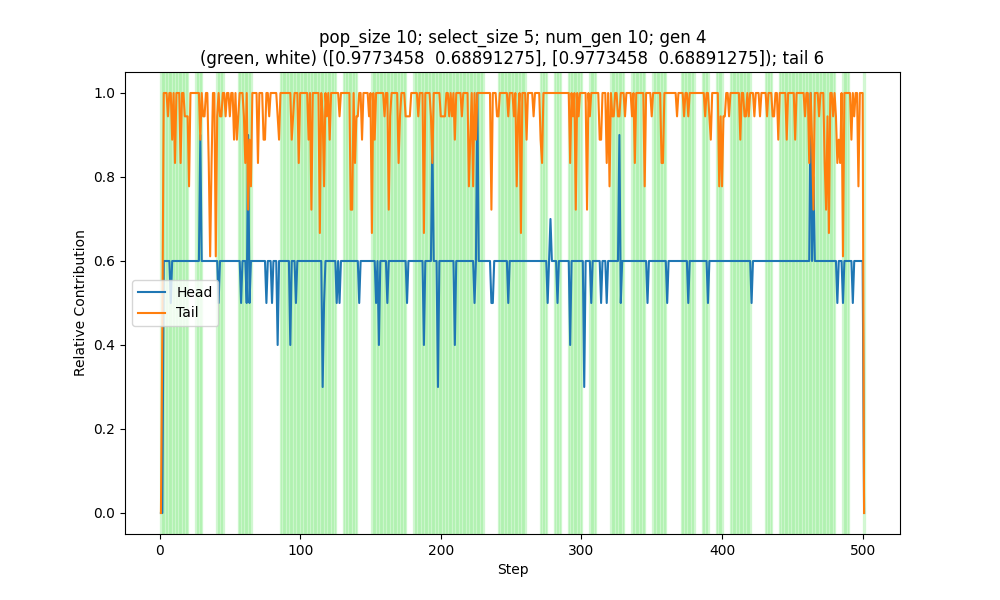 pop_size 10; select_size 5; num_gen 10; gen 4
(green, white) ([0.9773458  0.68891275], [0.9773458  0.68891275]); tail 6
1.0
0.8
0.6
0.4
0.2
0.0
Relative Contribution
Head
Tail
0
100
200
300
400
500
Step